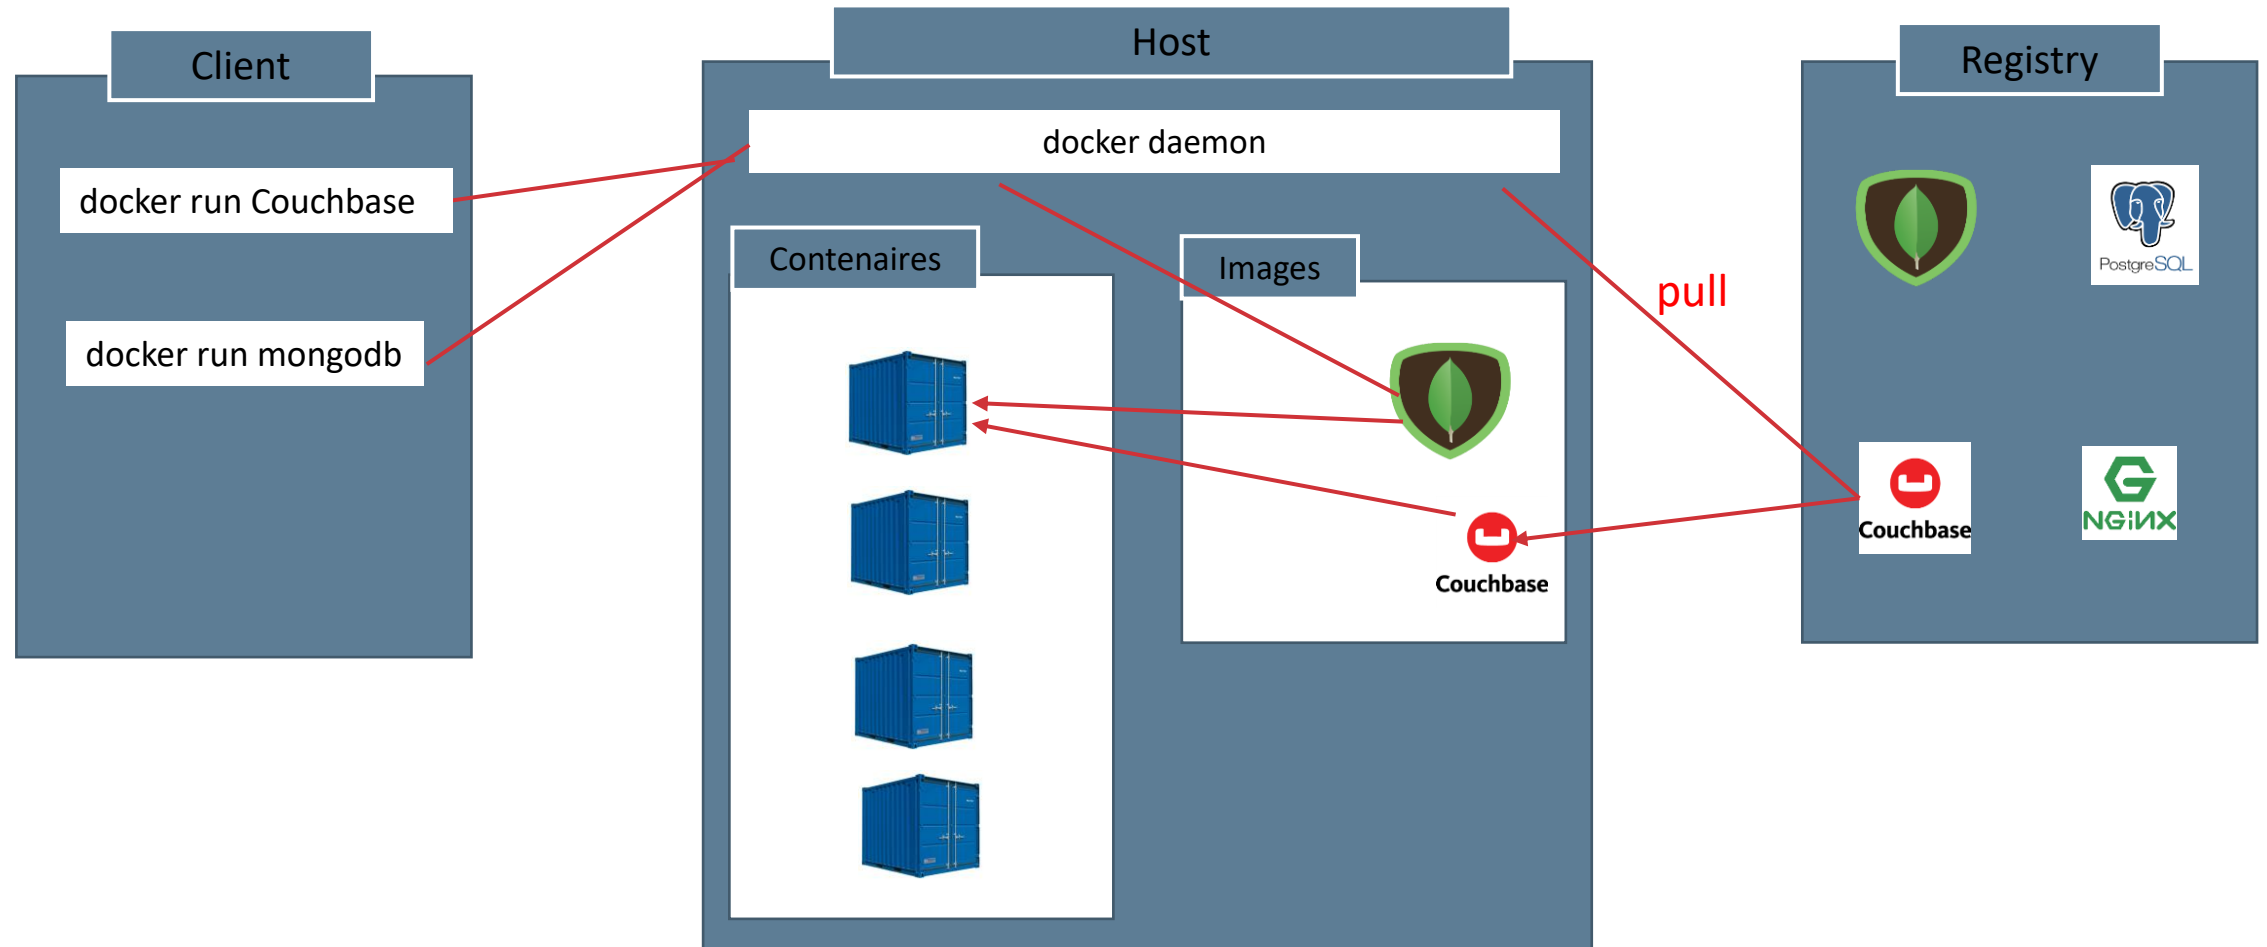 Client
docker run Couchbase
docker run mongodb
Host
docker daemon
Contenaires
Images
Couchbase
pull
Registry
PostgreSQL
Couchbase
NGiNX